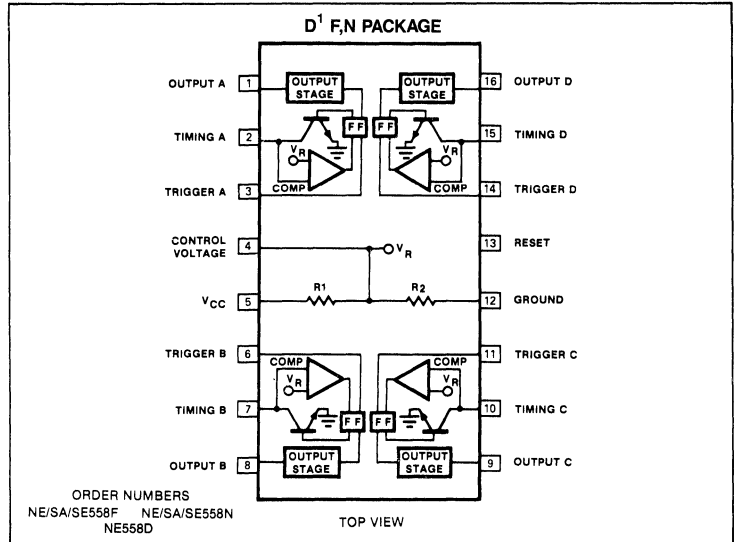 D¹ F,N PACKAGE
OUTPUT A 1 OUTPUT STAGE OUTPUT STAGE 16 OUTPUT D
FF FF
TIMING A 2 15 TIMING D
VR VR
COMP COMP
TRIGGER A 3 14 TRIGGER D
CONTROL VOLTAGE 4 VR 13 RESET
R1 R2
VCC 5 12 GROUND
TRIGGER B 6 11 TRIGGER C
COMP COMP
VR VR
TIMING B 7 10 TIMING C
FF FF
OUTPUT B 8 OUTPUT STAGE OUTPUT STAGE 9 OUTPUT C
ORDER NUMBERS
NE/SA/SE558F NE/SA/SE558N
NE558D
TOP VIEW